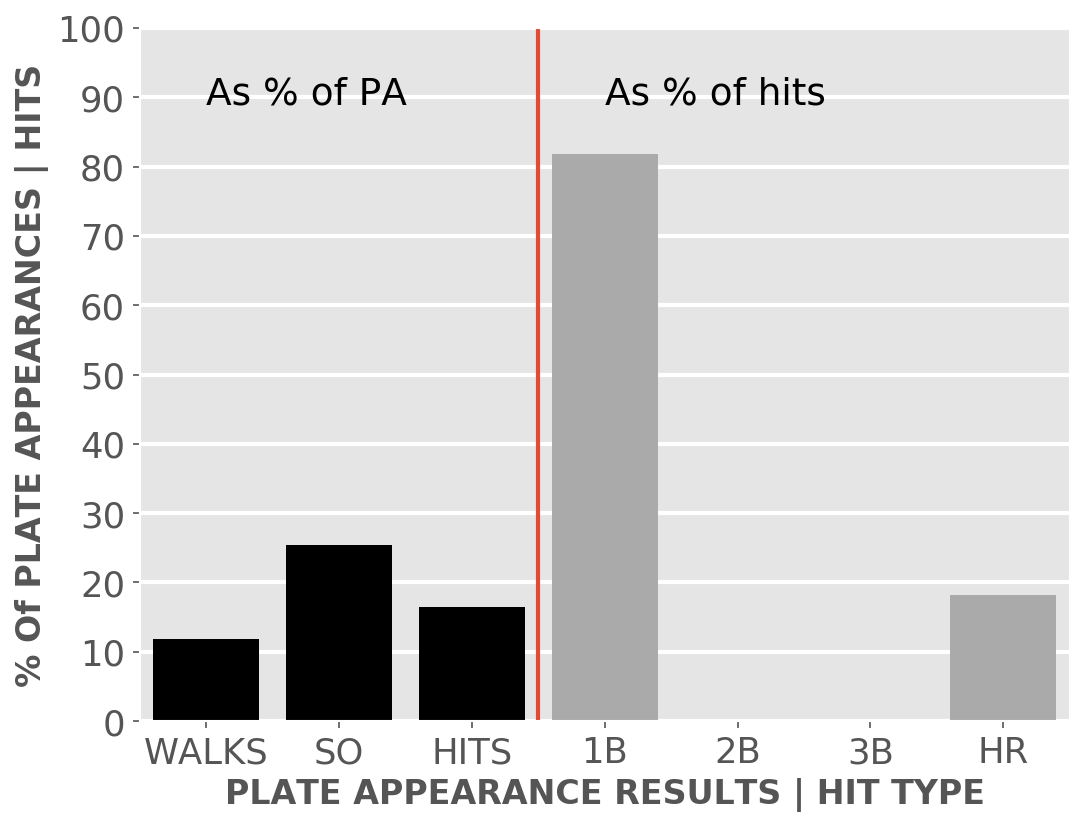 % Of PLATE APPEARANCES | HITS
100
90
80
70
60
50
40
30
20
10
0
As % of PA
As % of hits
WALKS SO HITS 1B 2B 3B HR
PLATE APPEARANCE RESULTS | HIT TYPE